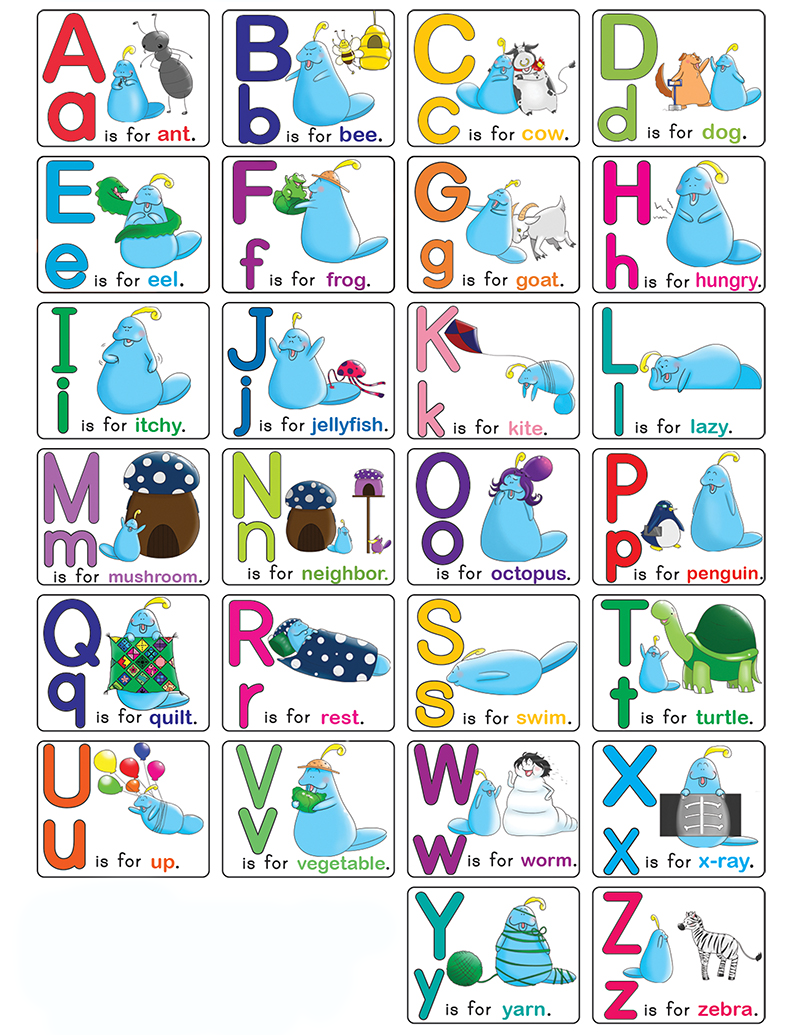 A
a is for ant.
B
b is for bee.
C
c is for cow.
D
d is for dog.
E
e is for eel.
F
f is for frog.
G
g is for goat.
H
h is for hungry.
I
i is for itchy.
J
j is for jellyfish.
K
k is for kite.
L
l is for lazy.
M
m is for mushroom.
N
n is for neighbor.
O
o is for octopus.
P
p is for penguin.
Q
q is for quilt.
R
r is for rest.
S
s is for swim.
T
t is for turtle.
U
u is for up.
V
v is for vegetable.
W
w is for worm.
X
x is for x-ray.
Y
y is for yarn.
Z
z is for zebra.